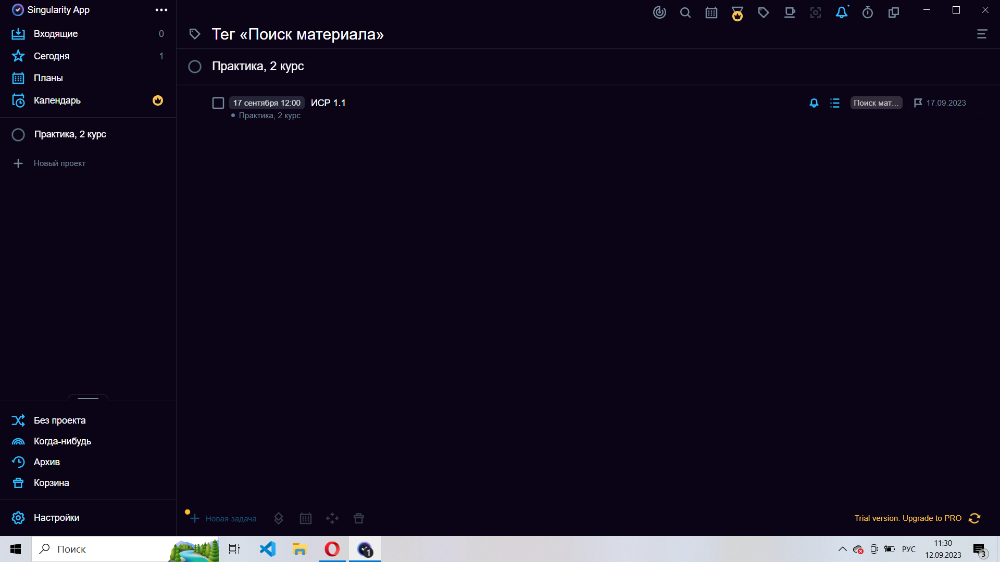 Singularity App
Входящие 0
Сегодня 1
Планы
Календарь
Практика, 2 курс
Новый проект
Без проекта
Когда-нибудь
Архив
Корзина
Настройки
Тег «Поиск материала»
Практика, 2 курс
17 сентября 12:00 ИСР 1.1 Поиск мат... 17.09.2023
Практика, 2 курс
Новая задача
Trial version. Upgrade to PRO
Поиск
1
РУС
11:30
12.09.2023
3